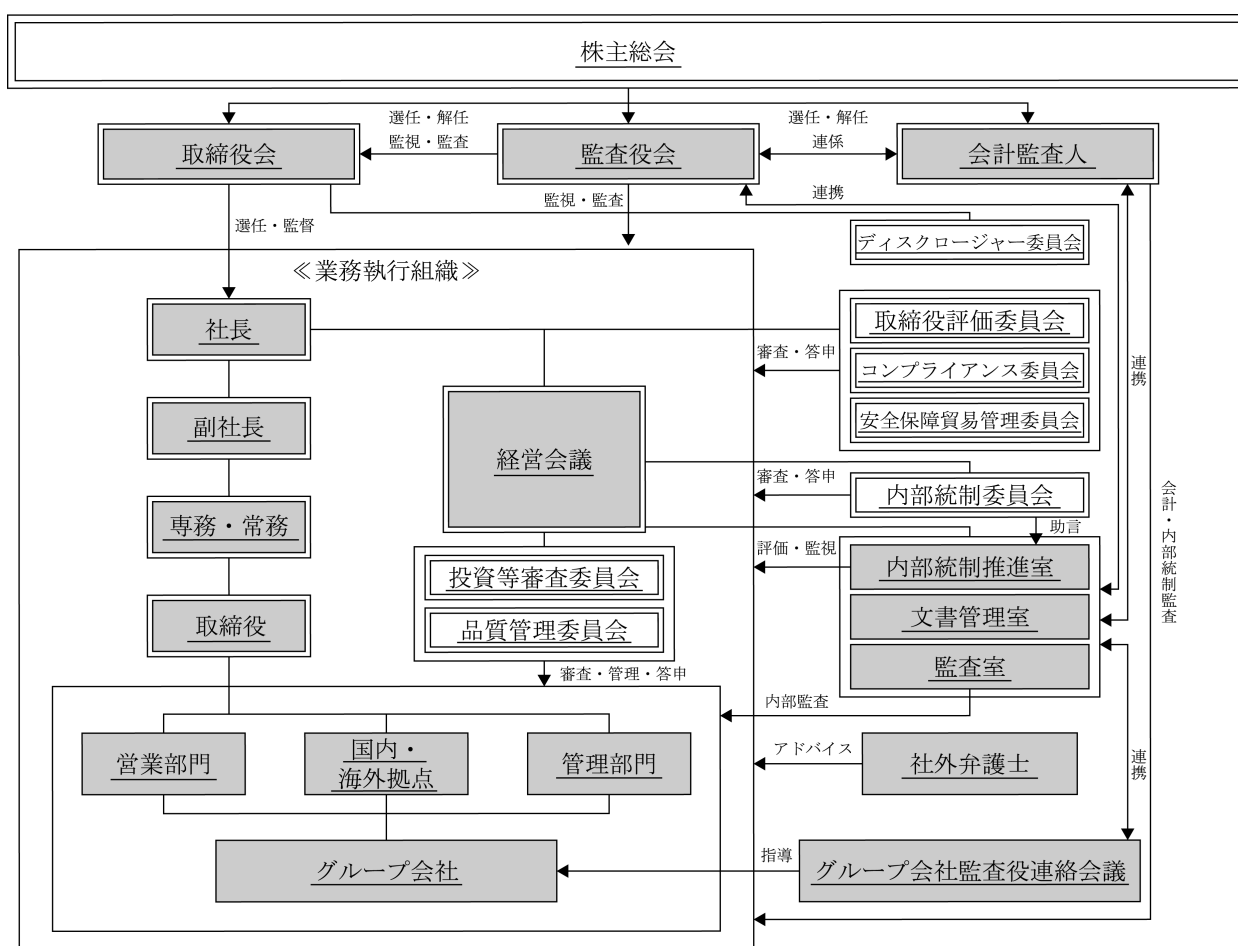 株主総会
選任・解任
選任・解任
取締役会
監視・監査
監査役会
連係
会計監査人
選任・監督
監視・監査
連携
ディスクロージャー委員会
≪業務執行組織≫
社長
取締役評価委員会
審査・答申
コンプライアンス委員会
連携
副社長
安全保障貿易管理委員会
経営会議
審査・答申
内部統制委員会
会計・内部統制監査
専務・常務
助言
評価・監視
内部統制推進室
投資等審査委員会
文書管理室
取締役
品質管理委員会
監査室
審査・管理・答申
内部監査
営業部門
国内・
海外拠点
管理部門
アドバイス
社外弁護士
連携
グループ会社
指導
グループ会社監査役連絡会議